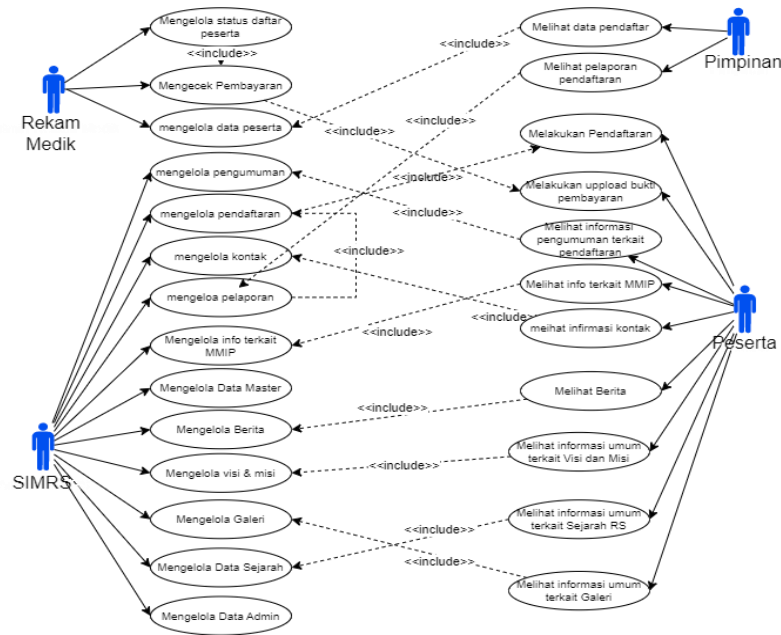 Mengelola status daftar
peserta
<<include>>
Mengecek Pembayaran
mengelola data peserta
Rekam
Medik
mengelola pengumuman
mengelola pendaftaran
mengelola kontak
mengeloa pelaporan
Mengelola info terkait
MMIP
Mengelola Data Master
Mengelola Berita
Mengelola visi & misi
Mengelola Galeri
Mengelola Data Sejarah
Mengelola Data Admin
SIMRS
<<include>>
<<include>>
<<include>>
<<include>>
<<include>>
<<include>>
<<include>>
<<include>>
<<include>>
<<include>>
<<include>>
<<include>>
Melihat data pendaftar
Melihat pelaporan
pendaftaran
Pimpinan
Melakukan Pendaftaran
Melakukan uppload bukti
pembayaran
Melihat informasi
pengumuman terkait
pendaftaran
Melihat info terkait MMIP
meihat infirmasi kontak
Peserta
Melihat Berita
Melihat informasi umum
terkait Visi dan Misi
Melihat informasi umum
terkait Sejarah RS
Melihat informasi umum
terkait Galeri